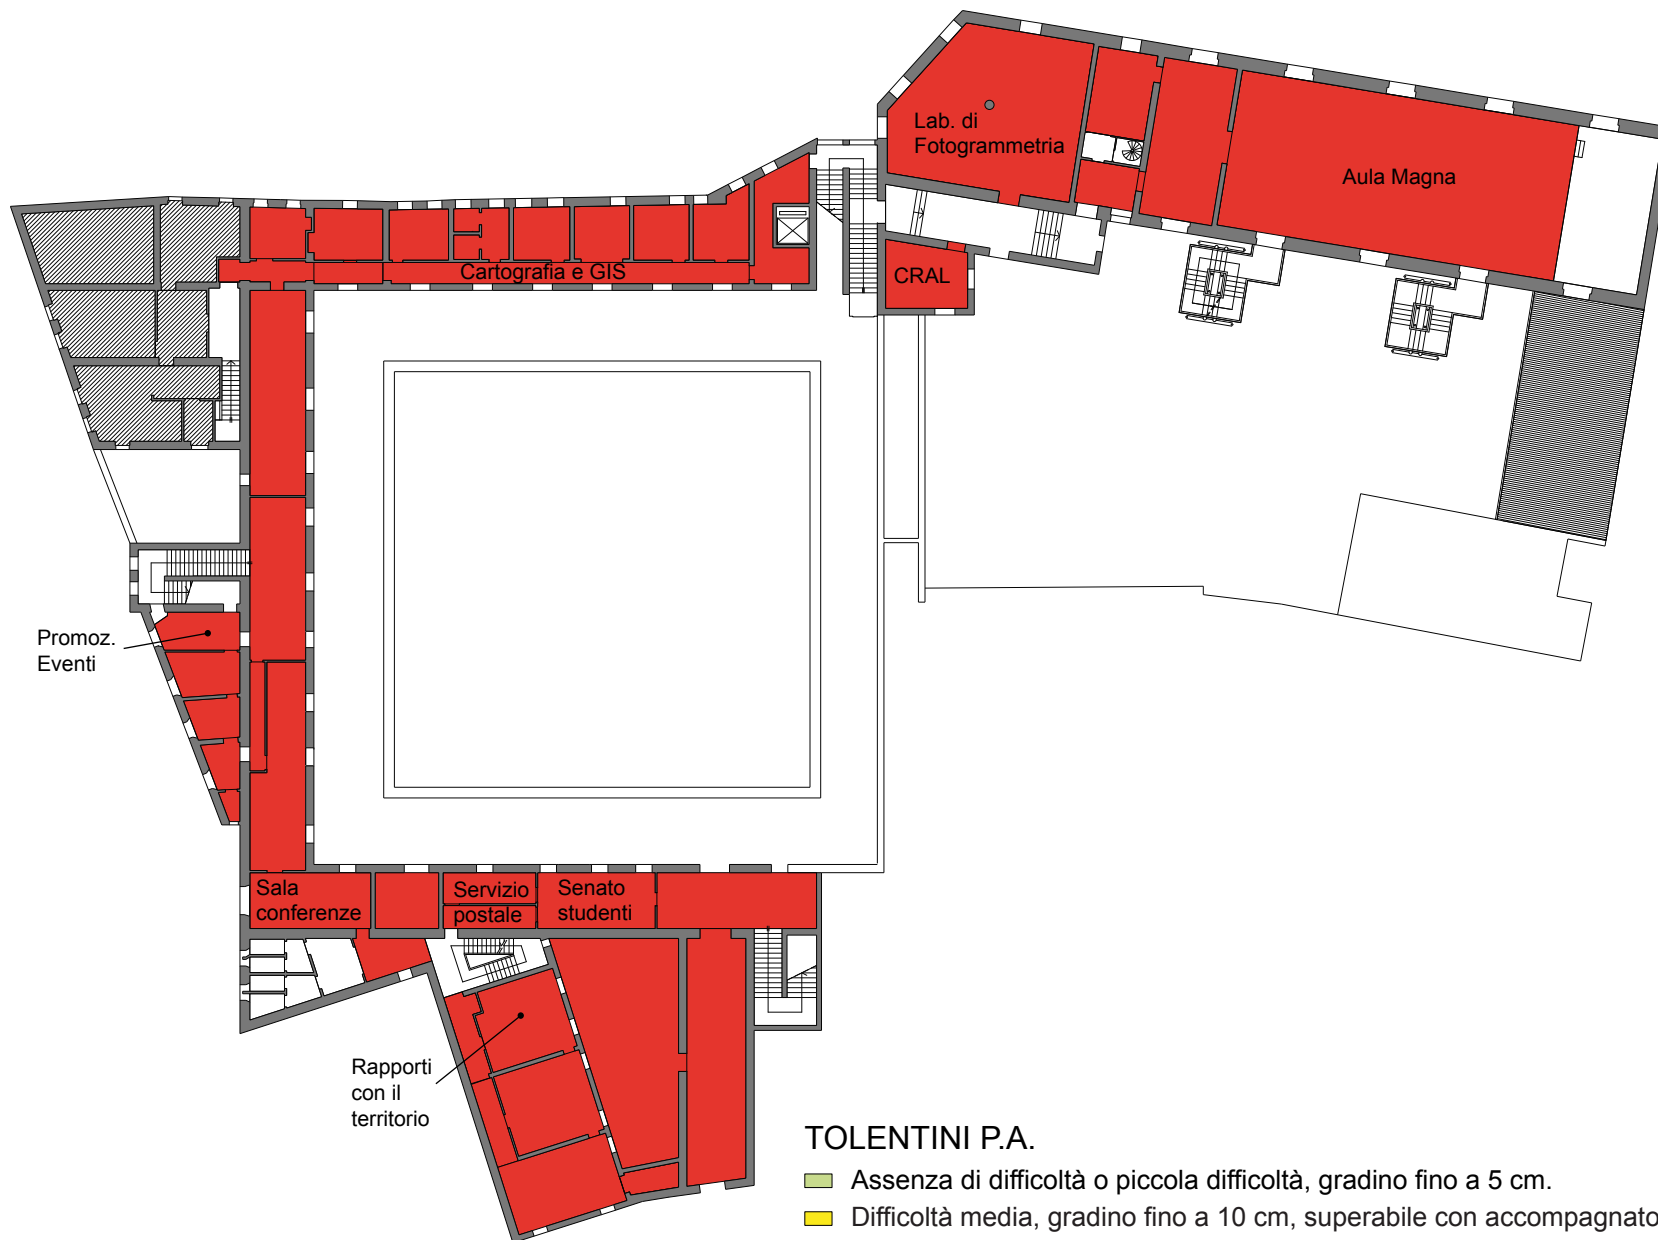 Lab. di
Fotogrammetria
Aula Magna
Cartografia e GIS
CRAL
Promoz.
Eventi
Sala
conferenze
Servizio
postale
Senato
studenti
Rapporti
con il
territorio
TOLENTINI P.A.
Assenza di difficoltà o piccola difficoltà, gradino fino a 5 cm.
Difficoltà media, gradino fino a 10 cm, superabile con accompagnato